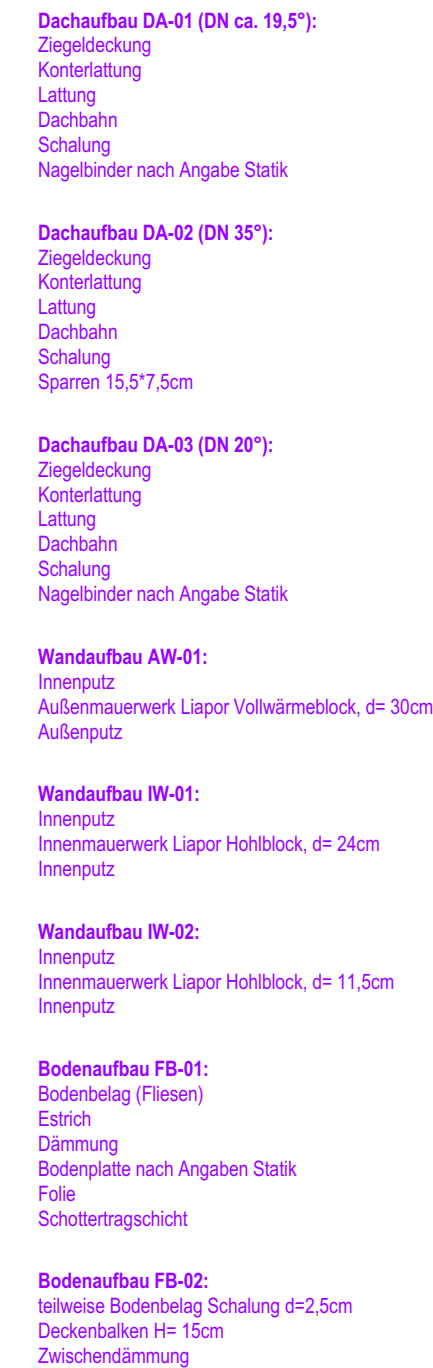 Dachaufbau DA-01 (DN ca. 19,5°):
Ziegeldeckung
Konterlattung
Lattung
Dachbahn
Schalung
Nagelbinder nach Angabe Statik
Dachaufbau DA-02 (DN 35°):
Ziegeldeckung
Konterlattung
Lattung
Dachbahn
Schalung
Sparren 15,5*7,5cm
Dachaufbau DA-03 (DN 20°):
Ziegeldeckung
Konterlattung
Lattung
Dachbahn
Schalung
Nagelbinder nach Angabe Statik
Wandaufbau AW-01:
Innenputz
Außenmauerwerk Liapor Vollwärmeblock, d= 30cm
Außenputz
Wandaufbau IW-01:
Innenputz
Innenmauerwerk Liapor Hohlblock, d= 24cm
Innenputz
Wandaufbau IW-02:
Innenputz
Innenmauerwerk Liapor Hohlblock, d= 11,5cm
Innenputz
Bodenaufbau FB-01:
Bodenbelag (Fliesen)
Estrich
Dämmung
Bodenplatte nach Angaben Statik
Folie
Schottertragschicht
Bodenaufbau FB-02:
teilweise Bodenbelag Schalung d=2,5cm
Deckenbalken H= 15cm
Zwischendämmung